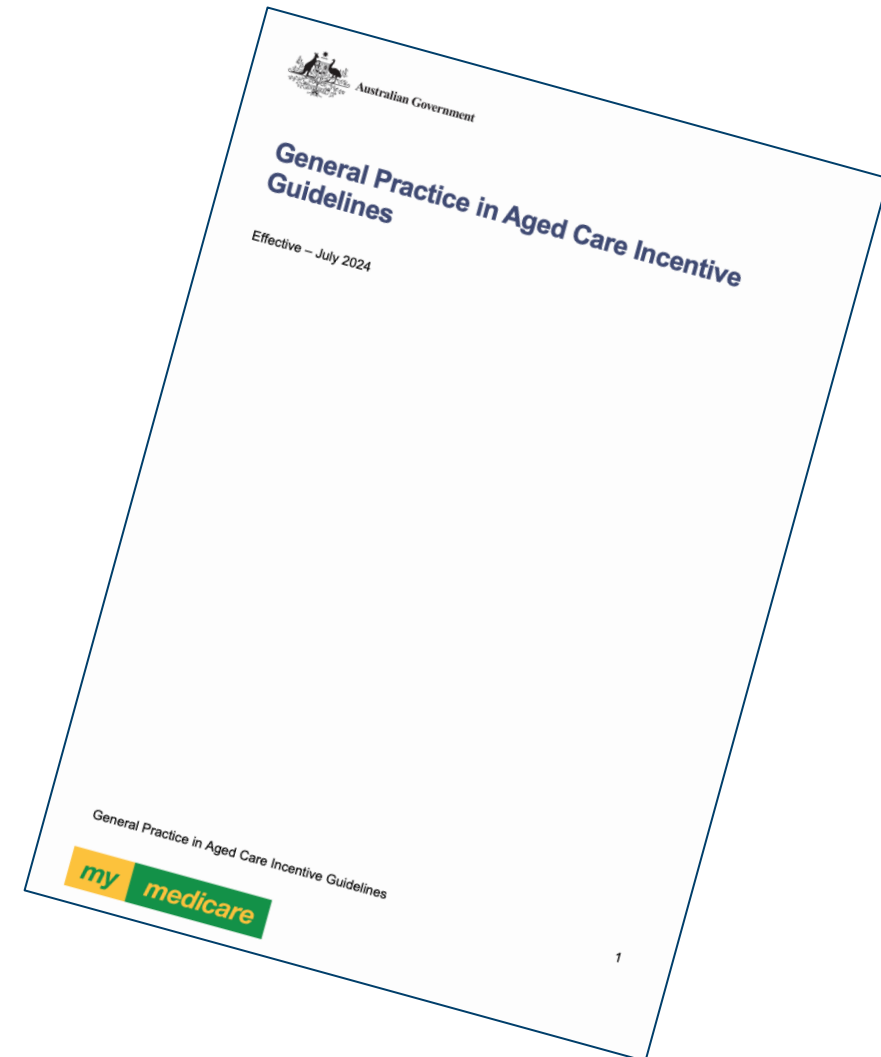 Australian Government
General Practice in Aged Care Incentive
Guidelines
Effective – July 2024
General Practice in Aged Care Incentive Guidelines
my medicare
1